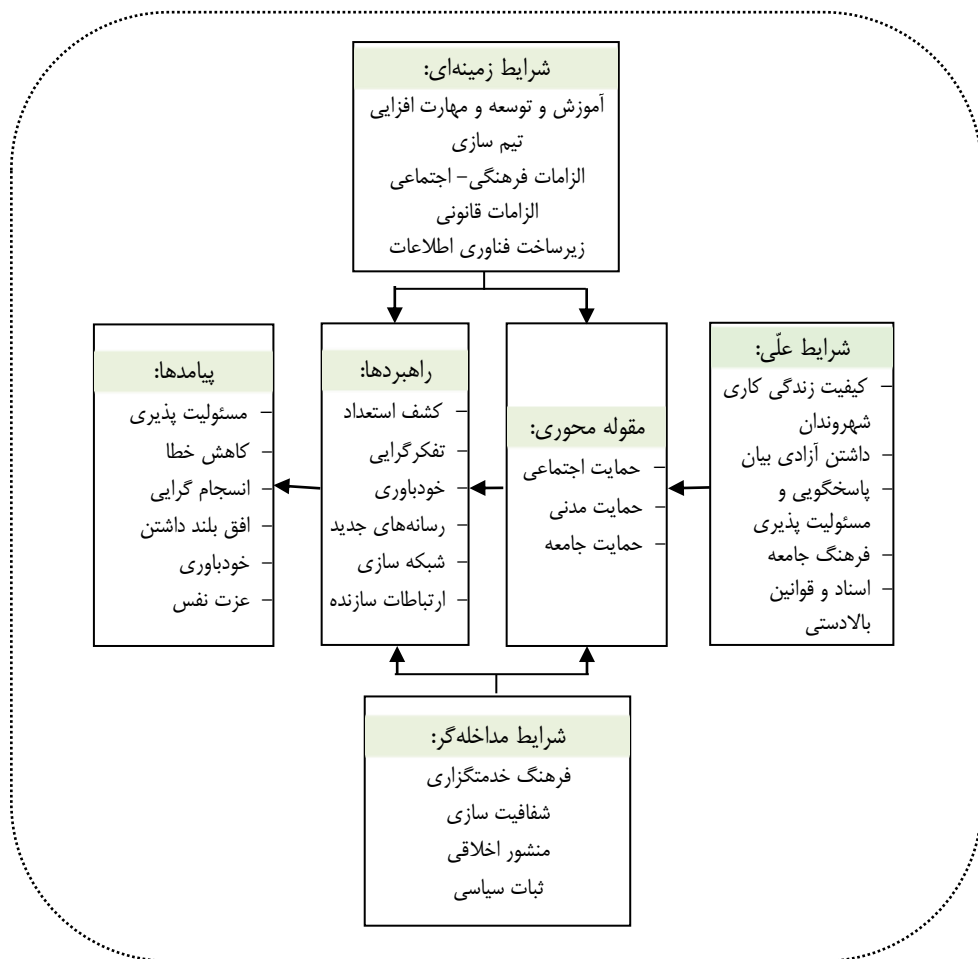 شرایط زمینه‌ای:
آموزش و توسعه و مهارت افزایی
تیم سازی
الزامات فرهنگی– اجتماعی
الزامات قانونی
زیرساخت فناوری اطلاعات
شرایط علّی:
– کیفیت زندگی کاری
شهروندان
– داشتن آزادی بیان
– پاسخگویی و
مسئولیت پذیری
– فرهنگ جامعه
– اسناد و قوانین
بالادستی
مقوله محوری:
– حمایت اجتماعی
– حمایت مدنی
– حمایت جامعه
راهبردها:
– کشف استعداد
– تفکرگرایی
– خودباوری
– رسانه‌های جدید
– شبکه سازی
– ارتباطات سازنده
پیامدها:
– مسئولیت پذیری
– کاهش خطا
– انسجام گرایی
– افق بلند داشتن
– خودباوری
– عزت نفس
شرایط مداخله‌گر:
فرهنگ خدمتگزاری
شفافیت سازی
منشور اخلاقی
ثبات سیاسی